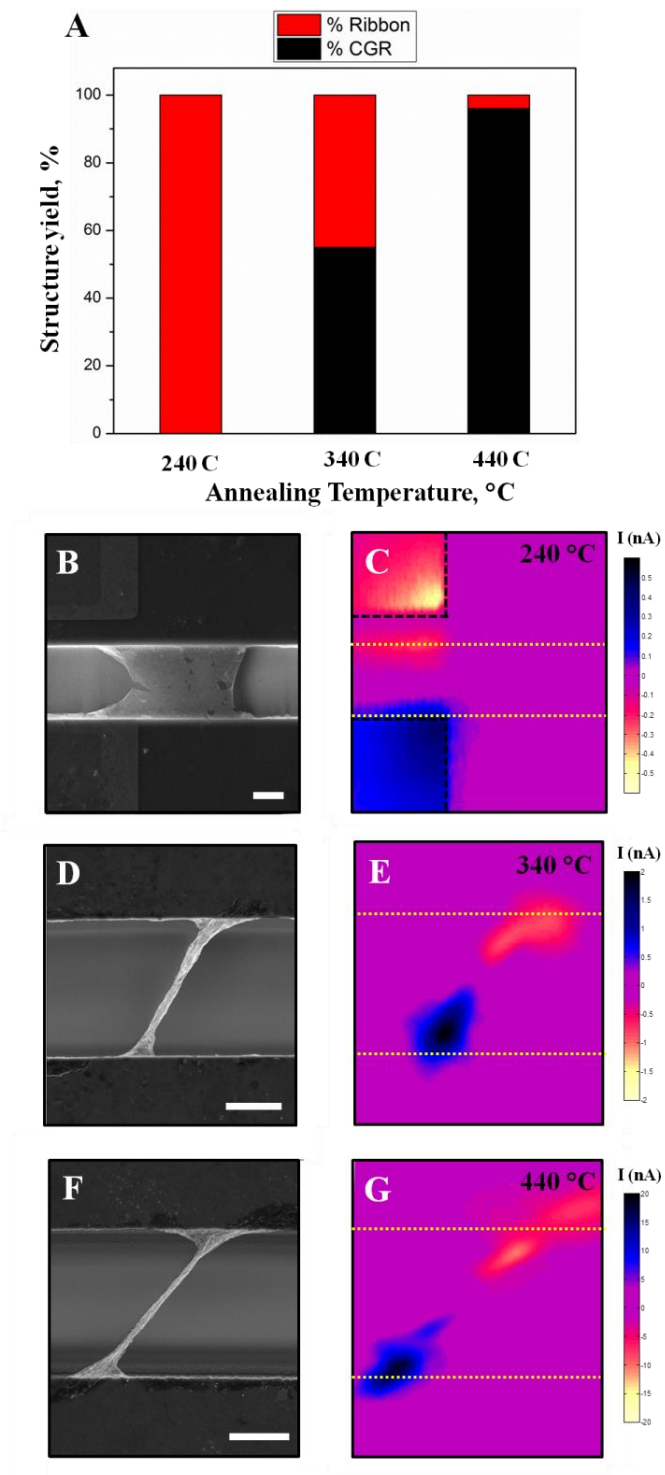 A
% Ribbon
% CGR
100
80
60
40
20
0
Structure yield, %
240 C
340 C
440 C
Annealing Temperature, °C
B
C
240 °C
I (nA)
0.5
0.4
0.3
0.2
0.1
0
-0.1
-0.2
-0.3
-0.4
-0.5
D
E
340 °C
I (nA)
2
1.5
1
0.5
0
-0.5
-1
-1.5
-2
F
G
440 °C
I (nA)
20
15
10
5
0
-5
-10
-15
-20